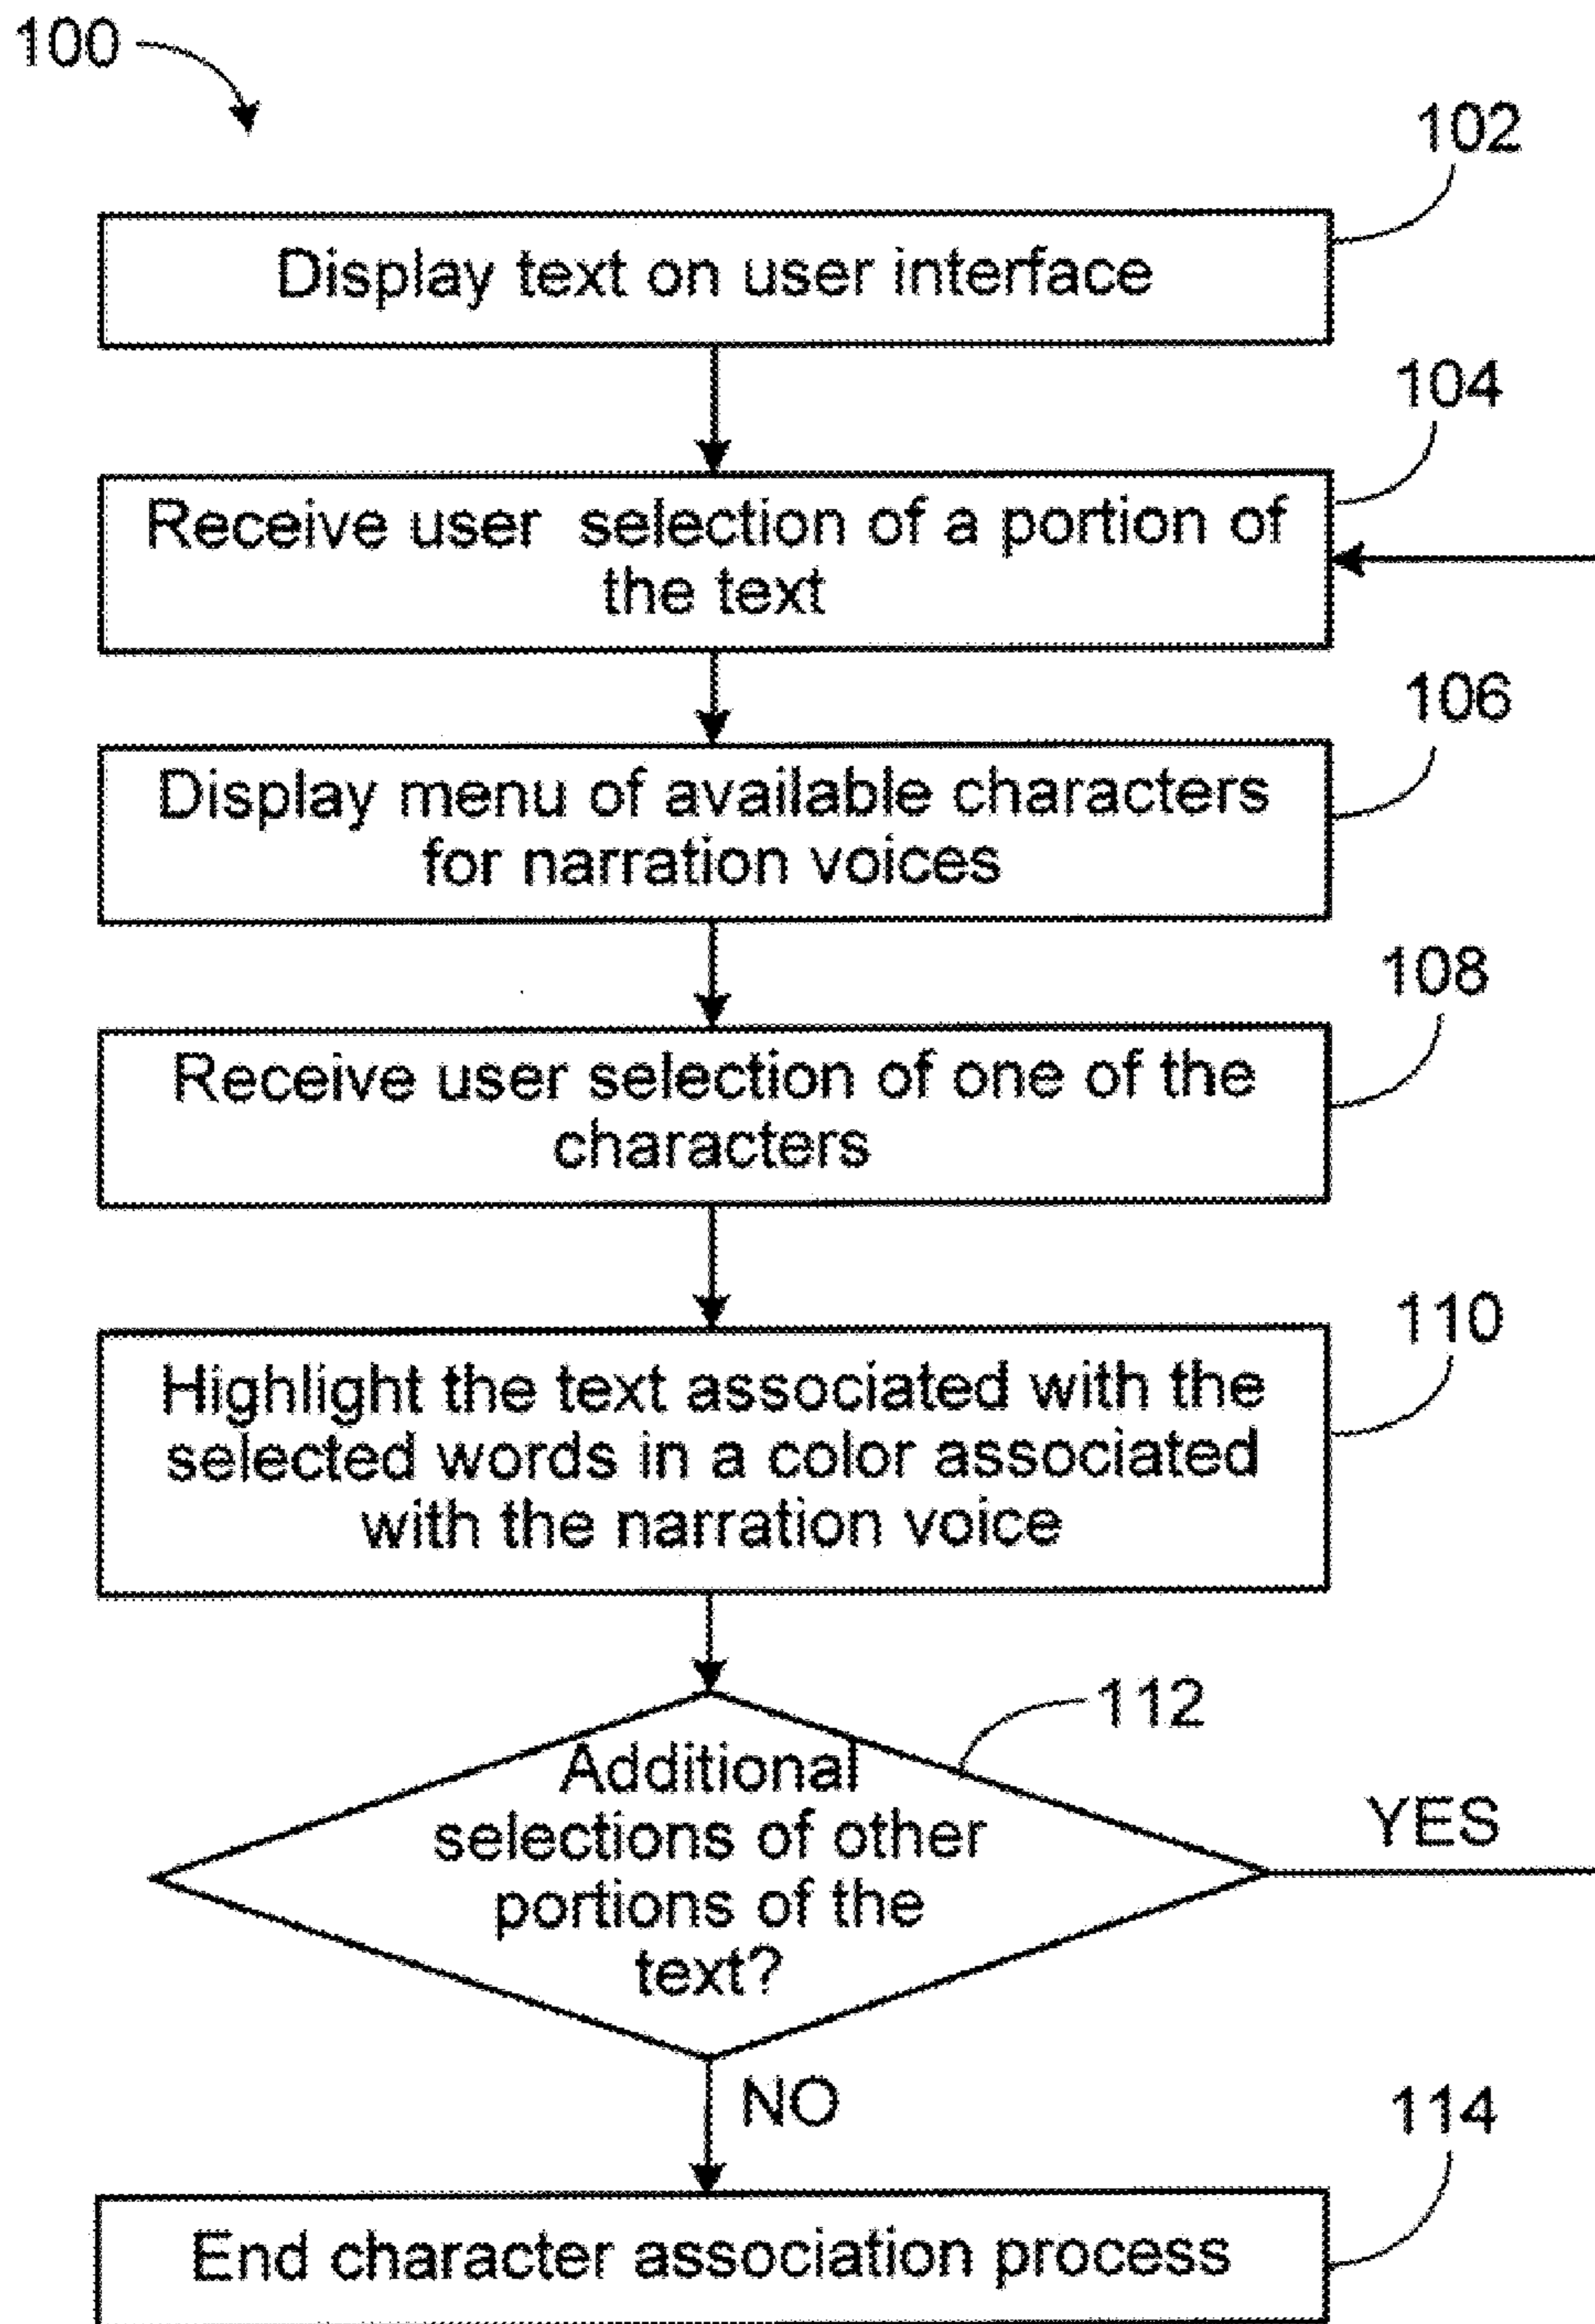 100
102
Display text on user interface
104
Receive user selection of a portion of
the text
106
Display menu of available characters
for narration voices
108
Receive user selection of one of the
characters
110
Highlight the text associated with the
selected words in a color associated
with the narration voice
112
Additional
selections of other
portions of the
text?
YES
NO
114
End character association process